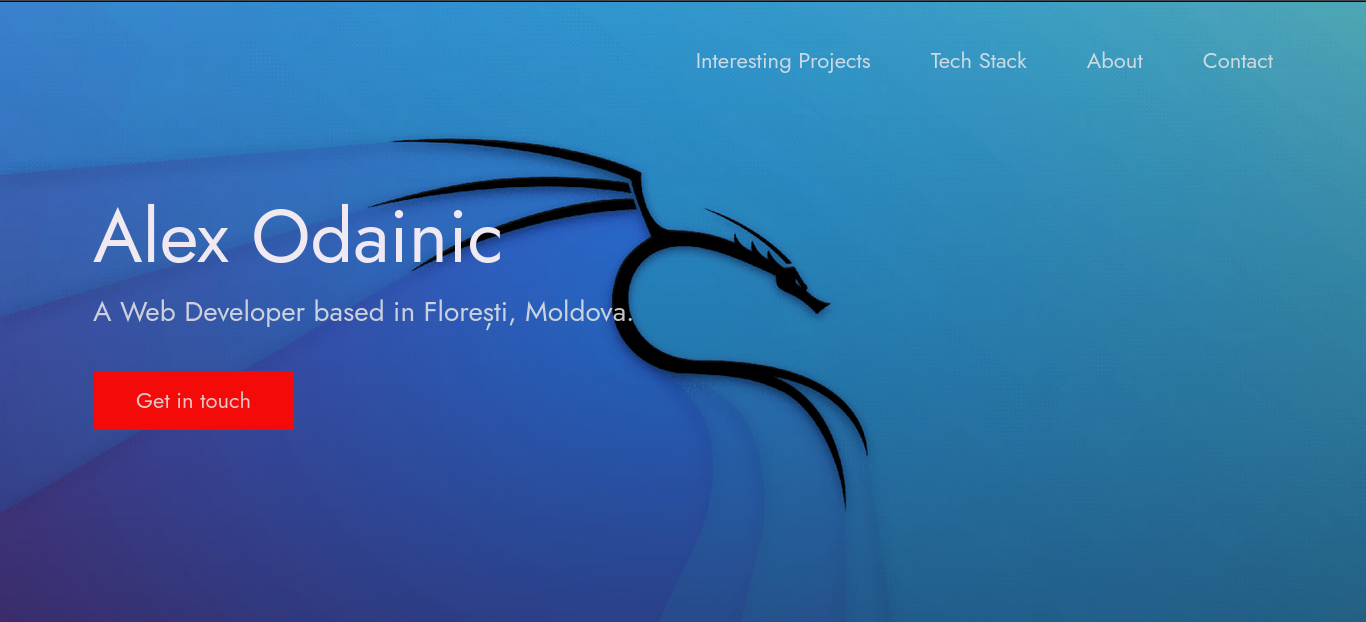 Interesting Projects
Tech Stack
About
Contact
Alex Odainic
A Web Developer based in Florești, Moldova.
Get in touch